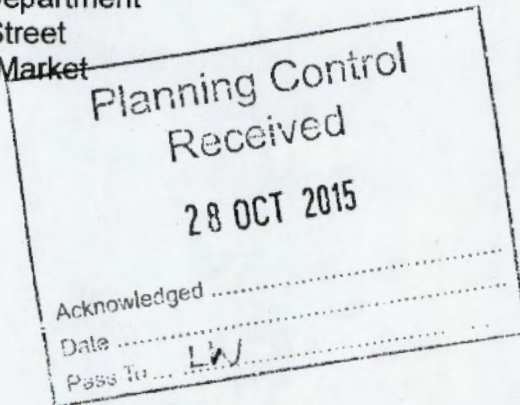 Department
Street
Market
Planning Control
Received
28 OCT 2015
Acknowledged
Date
Pass To... LW